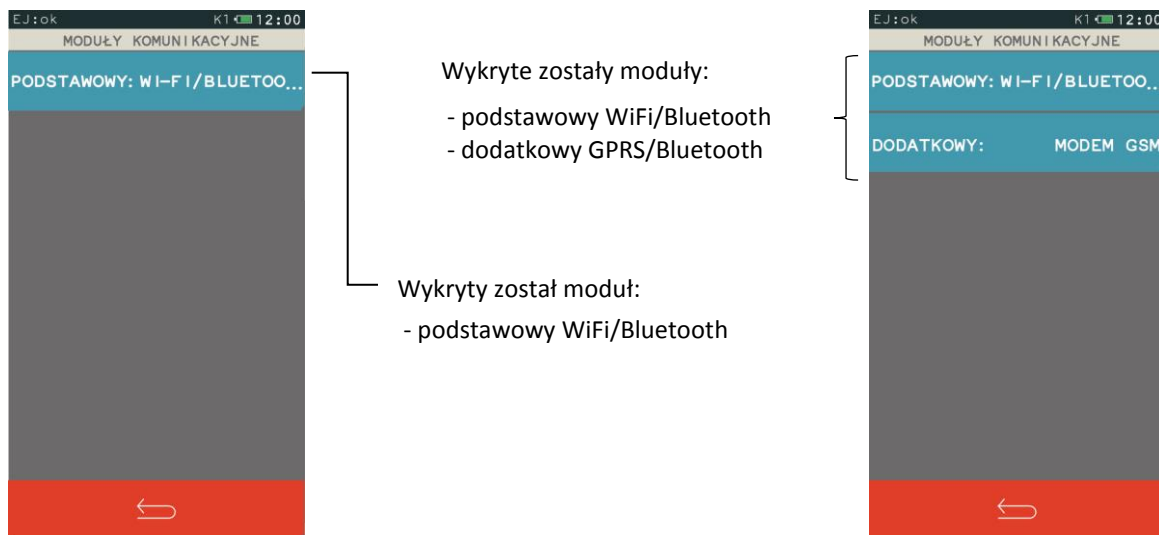 EJ:ok K1 12:00
MODUŁY KOMUNIKACYJNE
PODSTAWOWY: WI-FI/BLUETOO...
Wykryte zostały moduły:
- podstawowy WiFi/Bluetooth
- dodatkowy GPRS/Bluetooth
Wykryty został moduł:
- podstawowy WiFi/Bluetooth
EJ:ok K1 12:00
MODUŁY KOMUNIKACYJNE
PODSTAWOWY: WI-FI/BLUETOO..
DODATKOWY: MODEM GSM